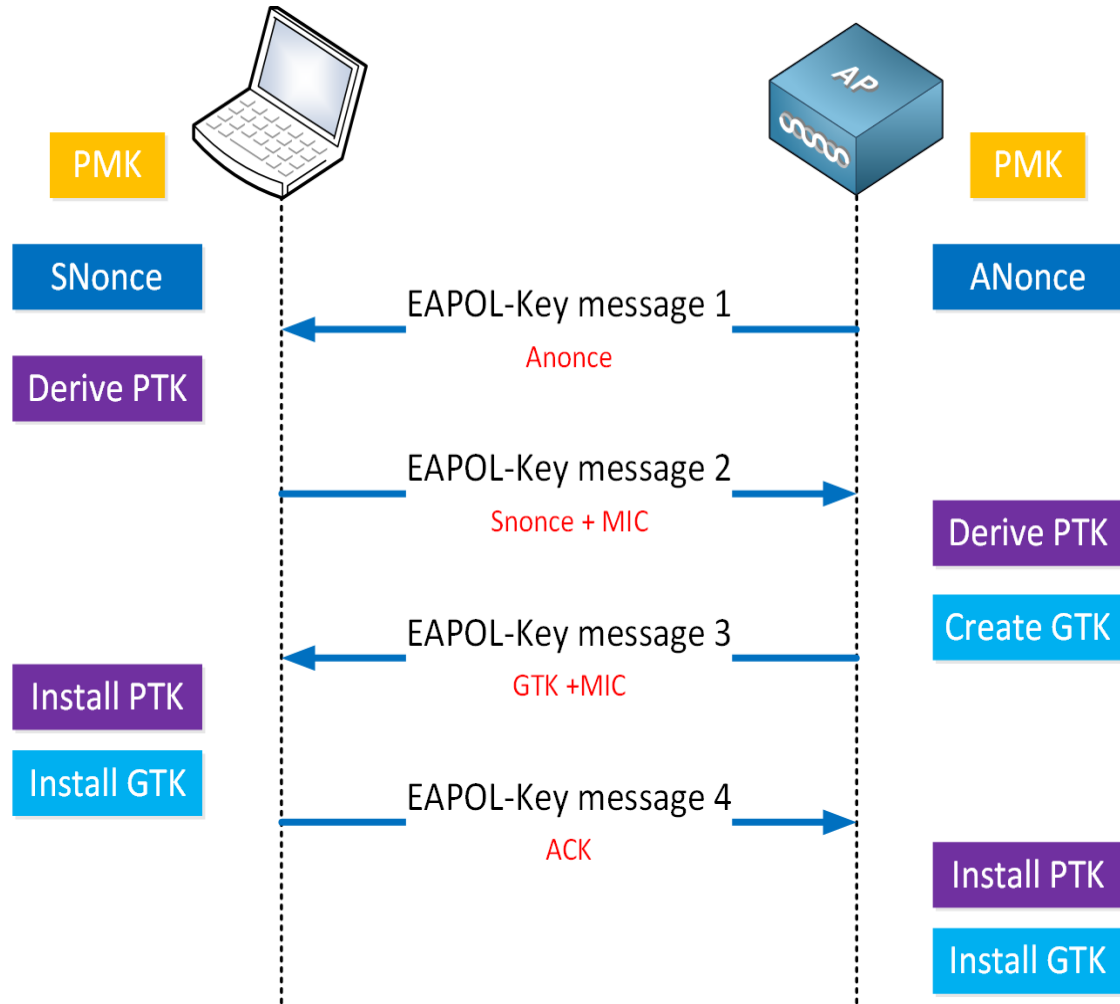 AP
PMK
PMK
SNonce
ANonce
EAPOL-Key message 1
Anonce
Derive PTK
EAPOL-Key message 2
Snonce + MIC
Derive PTK
Create GTK
EAPOL-Key message 3
GTK +MIC
Install PTK
Install GTK
EAPOL-Key message 4
ACK
Install PTK
Install GTK